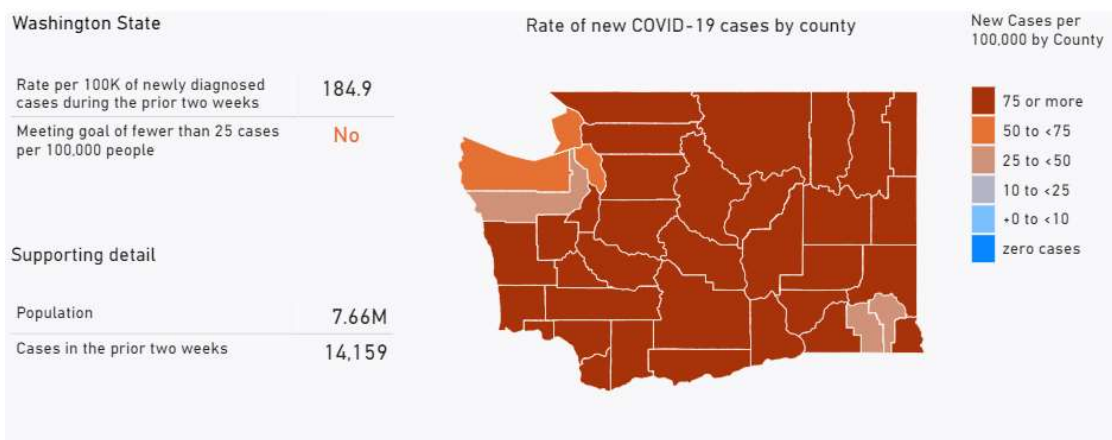 Washington State
Rate per 100K of newly diagnosed
cases during the prior two weeks
184.9
Meeting goal of fewer than 25 cases
per 100,000 people
No
Supporting detail
Population
7.66M
Cases in the prior two weeks
14,159
Rate of new COVID-19 cases by county
New Cases per
100,000 by County
75 or more
50 to <75
25 to <50
10 to <25
+0 to <10
zero cases